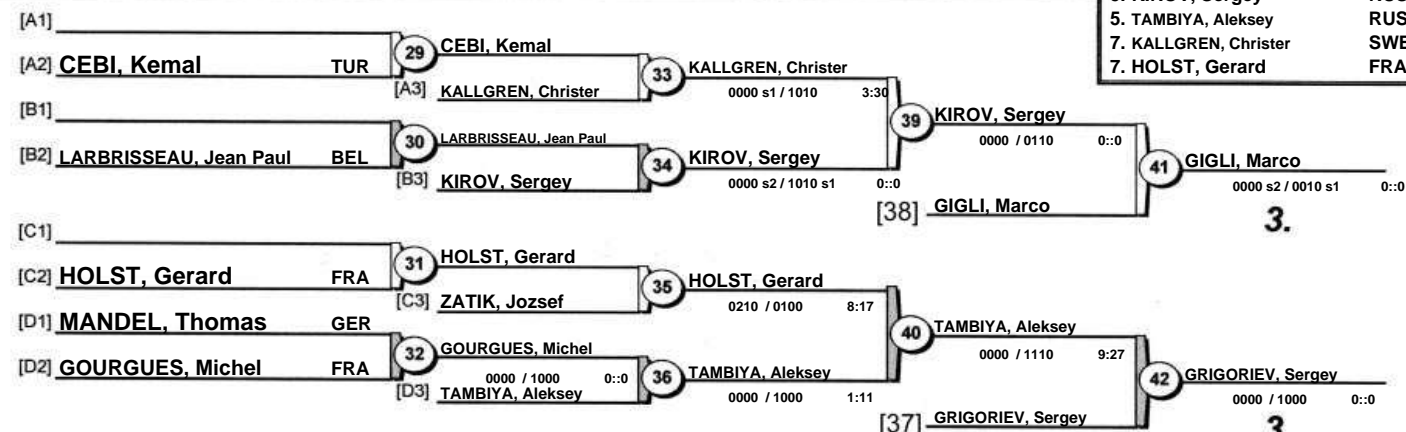 5. TAMBIYA, Aleksey RUS
7. KALLGREN, Christer SWE
7. HOLST, Gerard FRA
[A1]
[A2] CEBI, Kemal TUR
29 CEBI, Kemal
[A3] KALLGREN, Christer
33 KALLGREN, Christer
0000 s1 / 1010 3:30
[B1]
[B2] LARBRISSEAU, Jean Paul BEL
30 LARBRISSEAU, Jean Paul
[B3] KIROV, Sergey
34 KIROV, Sergey
0000 s2 / 1010 s1 0::0
39 KIROV, Sergey
0000 / 0110 0::0
[38] GIGLI, Marco
41 GIGLI, Marco
0000 s2 / 0010 s1 0::0
3.
[C1]
[C2] HOLST, Gerard FRA
31 HOLST, Gerard
[C3] ZATIK, Jozsef
35 HOLST, Gerard
0210 / 0100 8:17
[D1] MANDEL, Thomas GER
[D2] GOURGUES, Michel FRA
32 GOURGUES, Michel
0000 / 1000 0::0
[D3] TAMBIYA, Aleksey
36 TAMBIYA, Aleksey
0000 / 1000 1:11
40 TAMBIYA, Aleksey
0000 / 1110 9:27
[37] GRIGORIEV, Sergey
42 GRIGORIEV, Sergey
0000 / 1000 0::0
3